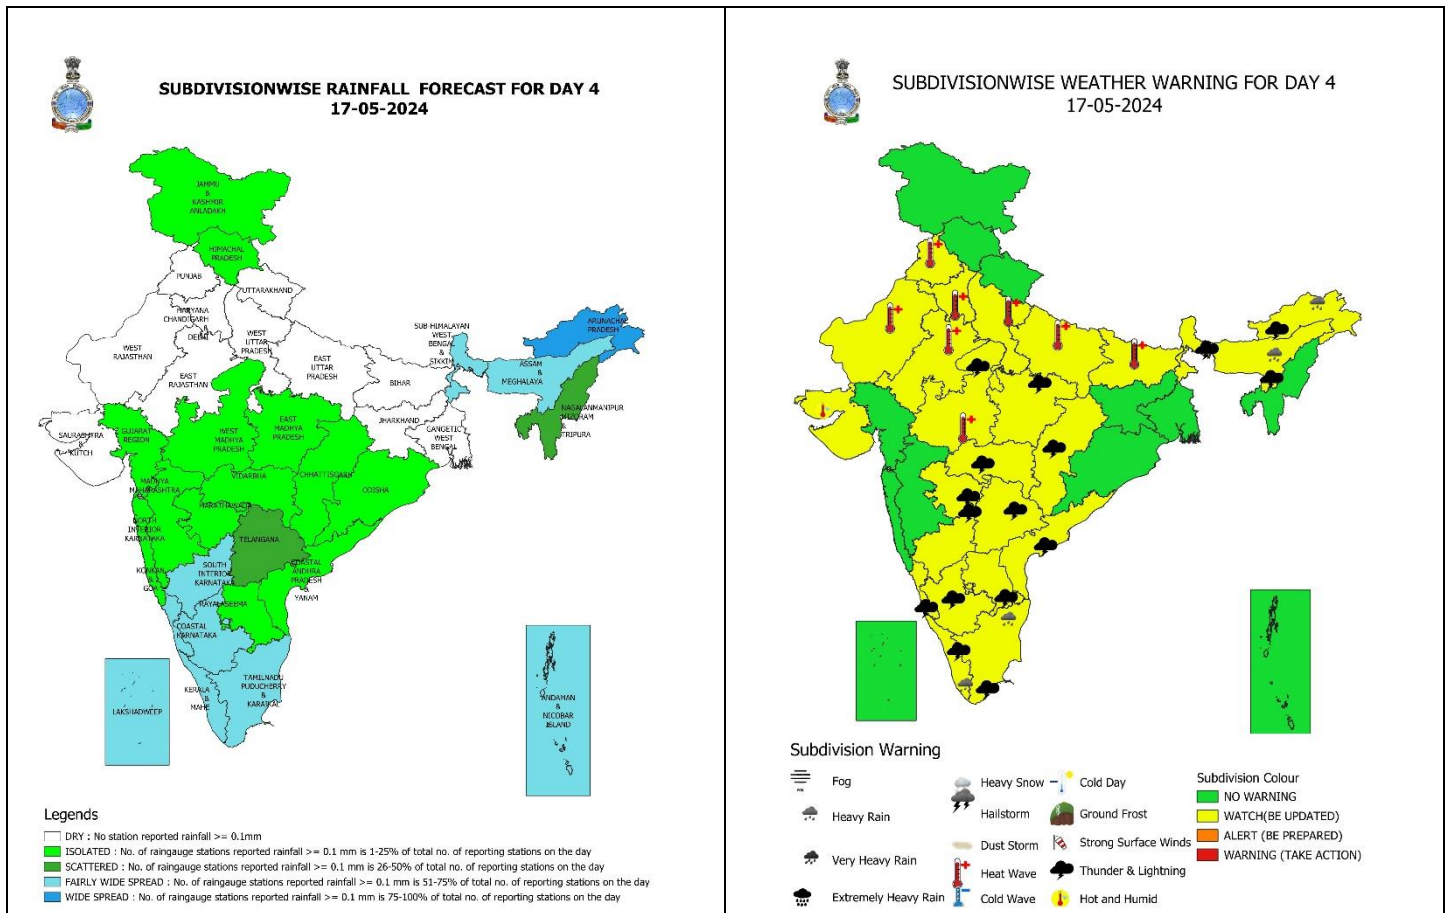 SUBDIVISIONWISE RAINFALL FORECAST FOR DAY 4
17-05-2024
JAMMU
&
KASHMIR
ANLADAKH
HIMACHAL
PRADESH
PUNJAB
UTTARAKHAND
HARYANA
CHANDIGARH
&
DELHI
WEST
UTTAR
PRADESH
WEST
RAJASTHAN
EAST
RAJASTHAN
EAST
UTTAR
PRADESH
BIHAR
SUB-HIMALAYAN
WEST
BENGAL
&
SIKKIM
ARUNACHAL
PRADESH
ASSAM
&
MEGHALAYA
NAGALANMANIPUR
MIZORAM
&
TRIPURA
JHARKHAND
GANGETIC
WEST
BENGAL
SAURASHTRA
&
KUTCH
GUJARAT
REGION
WEST
MADHYA
PRADESH
EAST
MADHYA
PRADESH
VIDARBHA
CHHATTISGARH
ODISHA
MADHYA
MAHARASHTRA
MARATHAWADA
NORTH
INTERIOR
KARNATAKA
TELANGANA
KONKAN
&
GOA
SOUTH
INTERIOR
KARNATAKA
COASTAL
ANDHRA
PRADESH
&
YANAM
RAYALASEEMA
COASTAL
KARNATAKA
KERALA
&
MAHE
TAMILNADU
PUDUCHERRY
&
KARAIKAL
LAKSHADWEEP
ANDAMAN
&
NICOBAR
ISLAND
Legends
DRY : No station reported rainfall >= 0.1mm
ISOLATED : No. of raingauge stations reported rainfall >= 0.1 mm is 1-25% of total no. of reporting stations on the day
SCATTERED : No. of raingauge stations reported rainfall >= 0.1 mm is 26-50% of total no. of reporting stations on the day
FAIRLY WIDE SPREAD : No. of raingauge stations reported rainfall >= 0.1 mm is 51-75% of total no. of reporting stations on the day
WIDE SPREAD : No. of raingauge stations reported rainfall >= 0.1 mm is 75-100% of total no. of reporting stations on the day
SUBDIVISIONWISE WEATHER WARNING FOR DAY 4
17-05-2024
Subdivision Warning
Fog
Heavy Rain
Very Heavy Rain
Extremely Heavy Rain
Heavy Snow
Hailstorm
Dust Storm
Heat Wave
Cold Wave
Cold Day
Ground Frost
Strong Surface Winds
Thunder & Lightning
Hot and Humid
Subdivision Colour
NO WARNING
WATCH(BE UPDATED)
ALERT (BE PREPARED)
WARNING (TAKE ACTION)